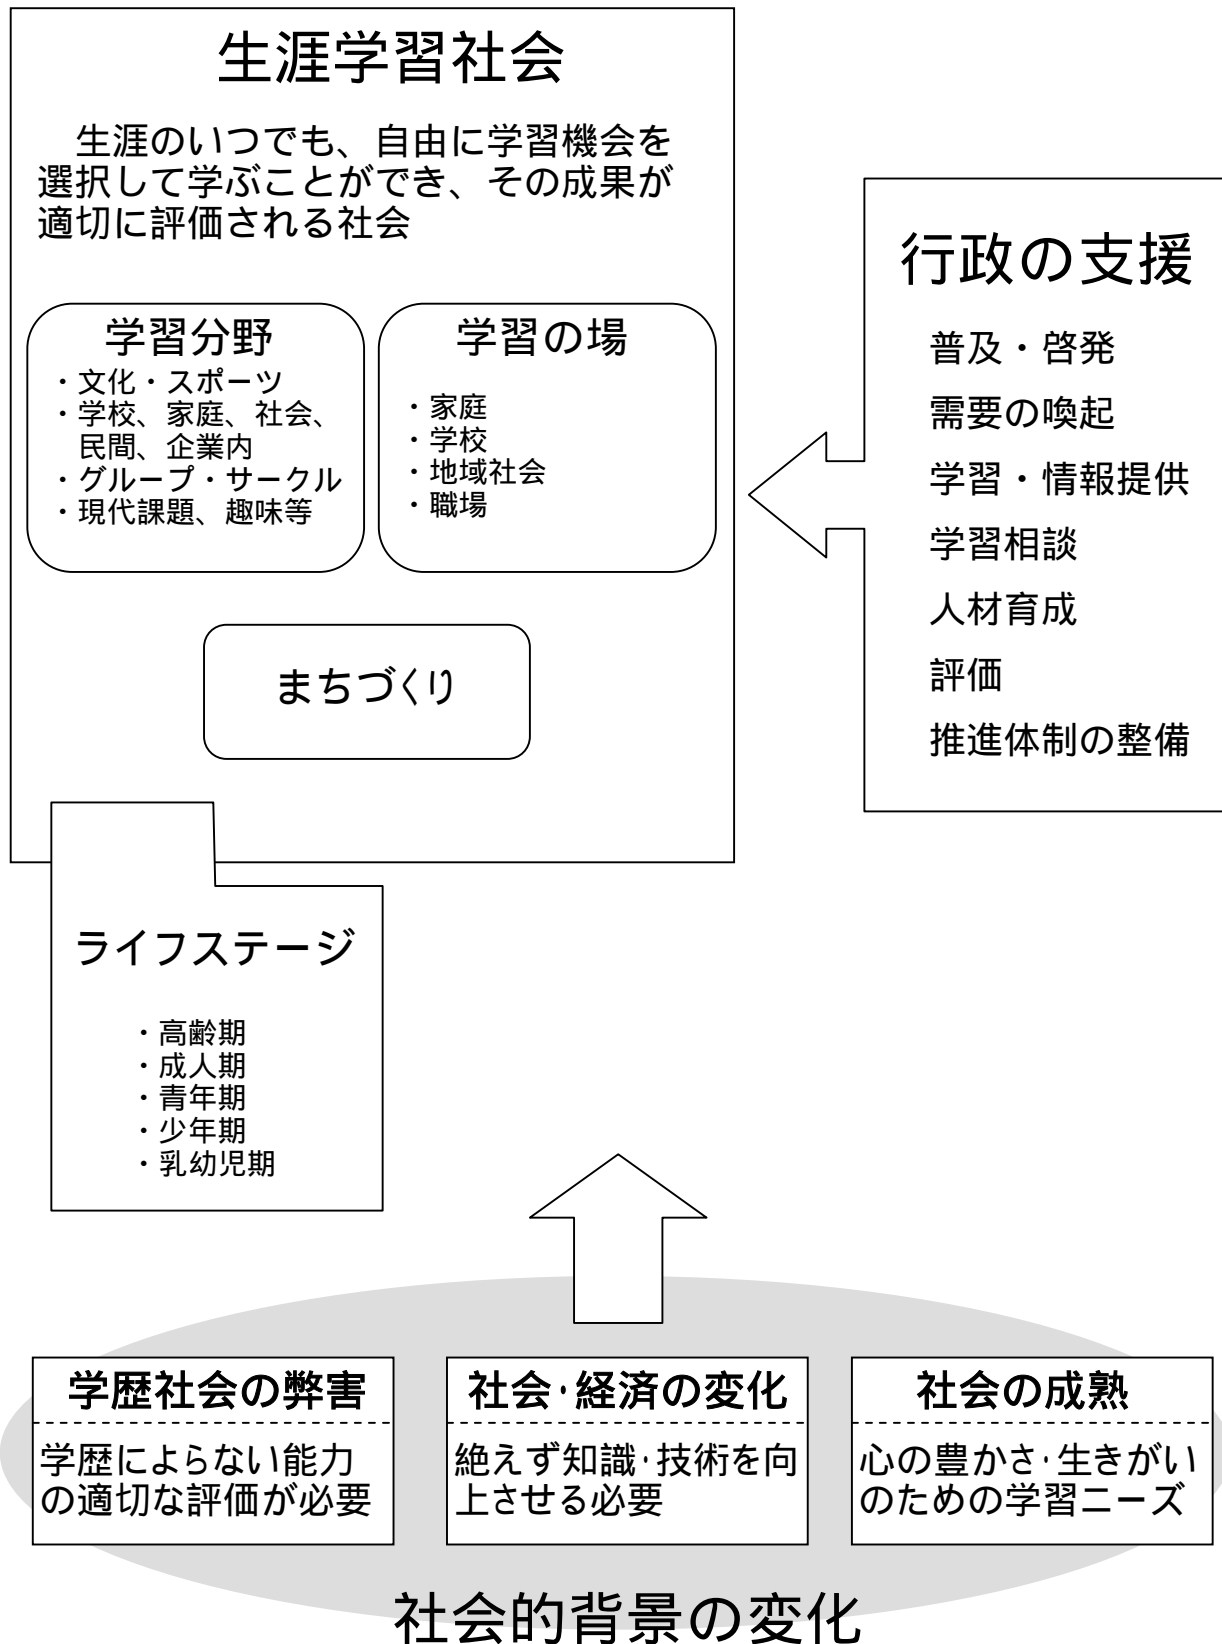 生涯学習社会
生涯のいつでも、自由に学習機会を
選択して学ぶことができ、その成果が
適切に評価される社会
学習分野
・文化・スポーツ
・学校、家庭、社会、
民間、企業内
・グループ・サークル
・現代課題、趣味等
学習の場
・家庭
・学校
・地域社会
・職場
まちづくり
行政の支援
普及・啓発
需要の喚起
学習・情報提供
学習相談
人材育成
評価
推進体制の整備
ライフステージ
・高齢期
・成人期
・青年期
・少年期
・乳幼児期
学歴社会の弊害
学歴によらない能力
の適切な評価が必要
社会・経済の変化
絶えず知識・技術を向
上させる必要
社会の成熟
心の豊かさ・生きがい
のための学習ニーズ
社会的背景の変化